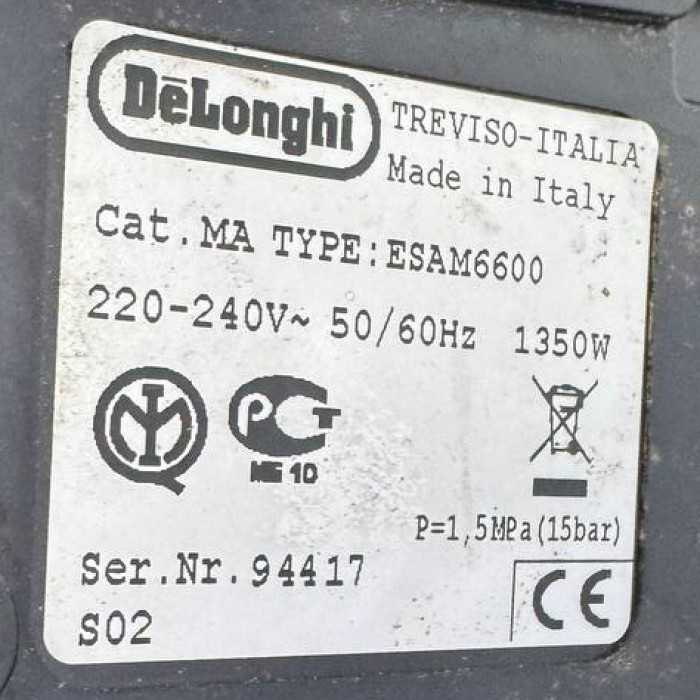 DēLonghi
TREVISO-ITALIA
Made in Italy
Cat.MA TYPE:ESAM6600
220-240V~ 50/60Hz 1350W
PCT
ME 10
P=1,5MPa(15bar)
Ser.Nr.94417
S02
CE